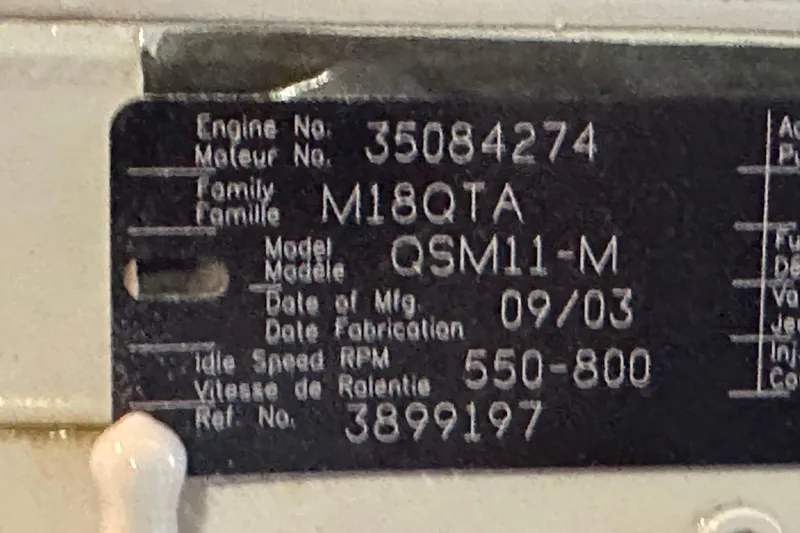 Engine No. 35084274
Moteur No.
Family M18QTA
Famille
Model QSM11-M
Modèle
Date of Mfg. 09/03
Date Fabrication
Idle Speed RPM 550-800
Vitesse de Ralentie
Ref. No. 3899197